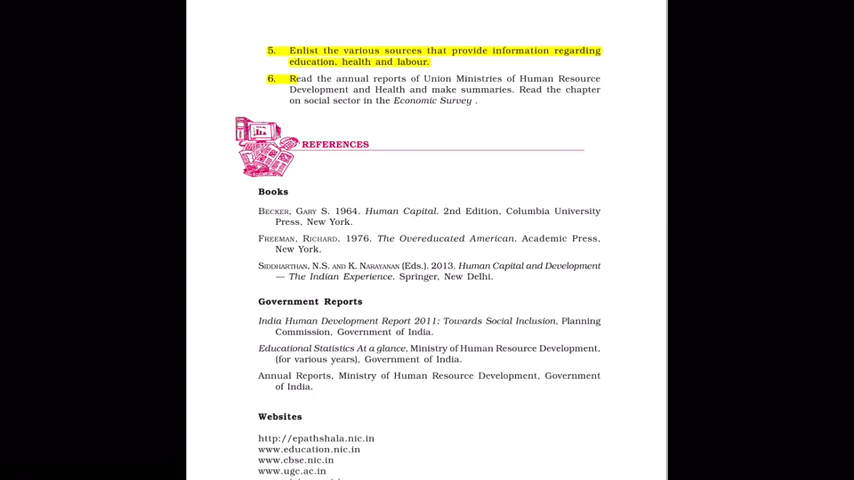 5. Enlist the various sources that provide information regarding
education, health and labour.
6. Read the annual reports of Union Ministries of Human Resource
Development and Health and make summaries. Read the chapter
on social sector in the Economic Survey .
REFERENCES
Books
BECKER, GARY S. 1964. Human Capital. 2nd Edition, Columbia University
Press, New York.
FREEMAN, RICHARD. 1976. The Overeducated American. Academic Press,
New York.
SIDDHARTHAN, N.S. AND K. NARAYANAN (Eds.). 2013. Human Capital and Development
— The Indian Experience. Springer, New Delhi.
Government Reports
India Human Development Report 2011: Towards Social Inclusion, Planning
Commission, Government of India.
Educational Statistics At a glance. Ministry of Human Resource Development,
(for various years), Government of India.
Annual Reports, Ministry of Human Resource Development, Government
of India.
Websites
http://epathshala.nic.in
www.education.nic.in
www.cbse.nic.in
www.ugc.ac.in